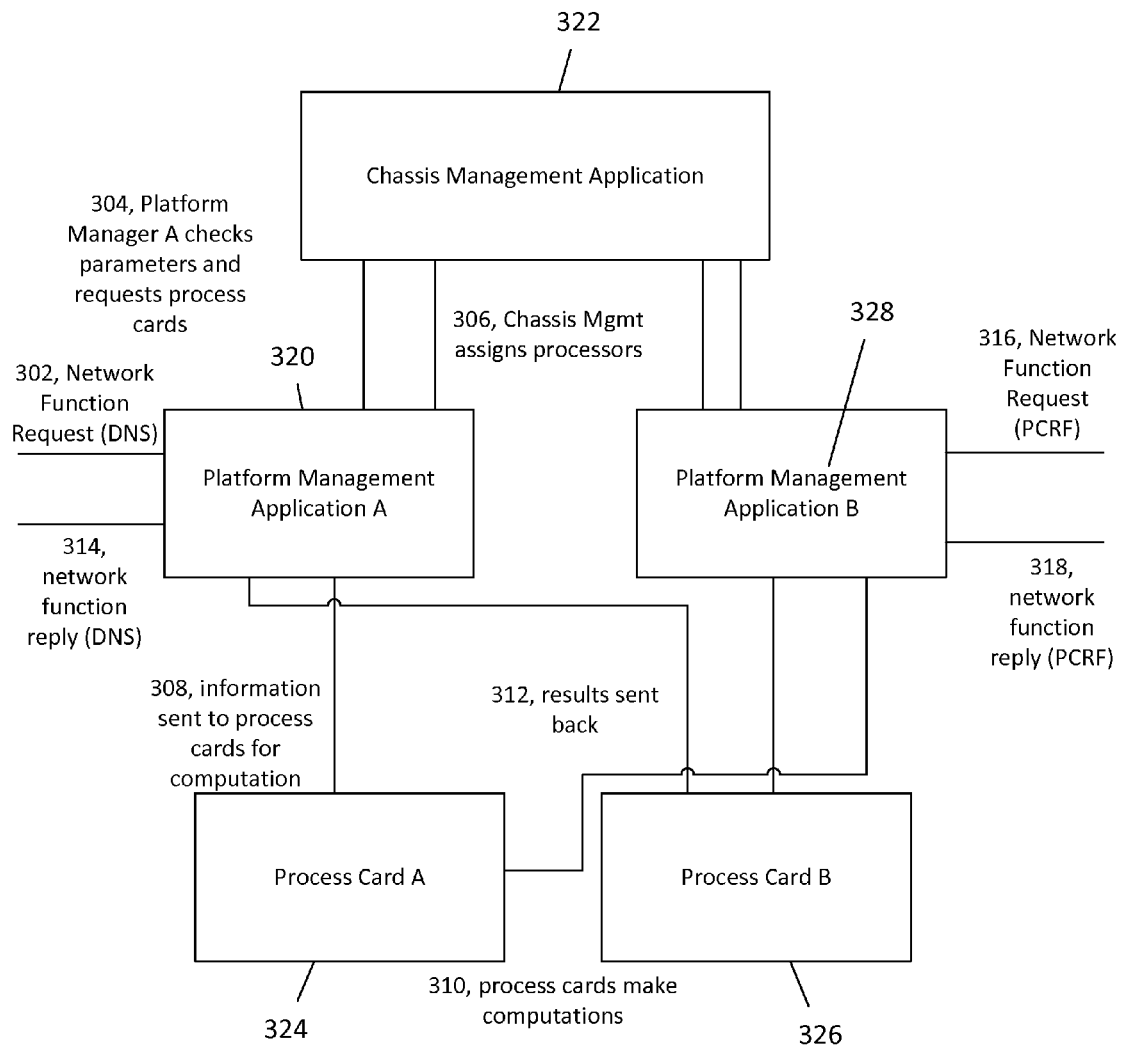 322
Chassis Management Application
304, Platform
Manager A checks
parameters and
requests process
cards
306, Chassis Mgmt
assigns processors
328
320
316, Network
Function
Request
(PCRF)
302, Network
Function
Request (DNS)
Platform Management
Application A
Platform Management
Application B
314,
network
function
reply (DNS)
318,
network
function
reply (PCRF)
308, information
sent to process
cards for
computation
312, results sent
back
Process Card A
Process Card B
310, process cards make
computations
324
326